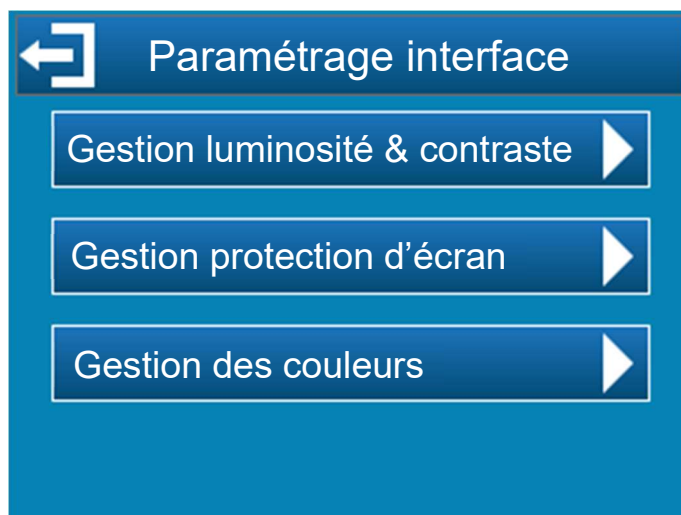 Paramétrage interface
Gestion luminosité & contraste
Gestion protection d’écran
Gestion des couleurs